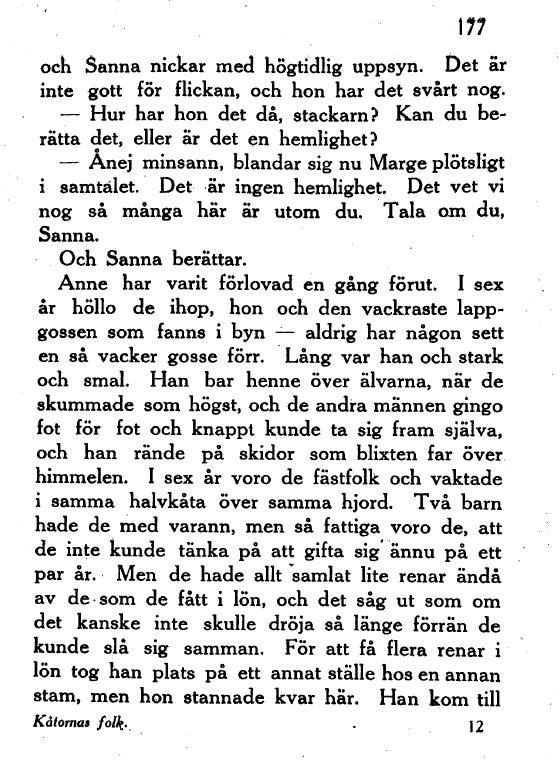 177
och Sanna nickar med högtidlig uppsyn. Det är
inte gott för flickan, och hon har det svårt nog.
— Hur har hon det då, stackarn? Kan du be-
rätta det, eller är det en hemlighet?
— Ånej minsann, blandar sig nu Marge plötsligt
i samtalet. Det är ingen hemlighet. Det vet vi
nog så många här är utom du. Tala om du,
Sanna.
Och Sanna berättar.
Anne har varit förlovad en gång förut. I sex
år höllo de ihop, hon och den vackraste lapp-
gossen som fanns i byn — aldrig har någon sett
en så vacker gosse förr. Lång var han och stark
och smal. Han bar henne över älvarna, när de
skummade som högst, och de andra männen gingo
fot för fot och knappt kunde ta sig fram själva,
och han rände på skidor som blixten far över
himmelen. I sex år voro de fästfolk och vaktade
i samma halvkåta över samma hjord. Två barn
hade de med varann, men så fattiga voro de, att
de inte kunde tänka på att gifta sig ännu på ett
par år. Men de hade allt samlat lite renar ändå
av de som de fått i lön, och det såg ut som om
det kanske inte skulle dröja så länge förrän de
kunde slå sig samman. För att få flera renar i
lön tog han plats på ett annat ställe hos en annan
stam, men hon stannade kvar här. Han kom till
Kåtornas folk. 12